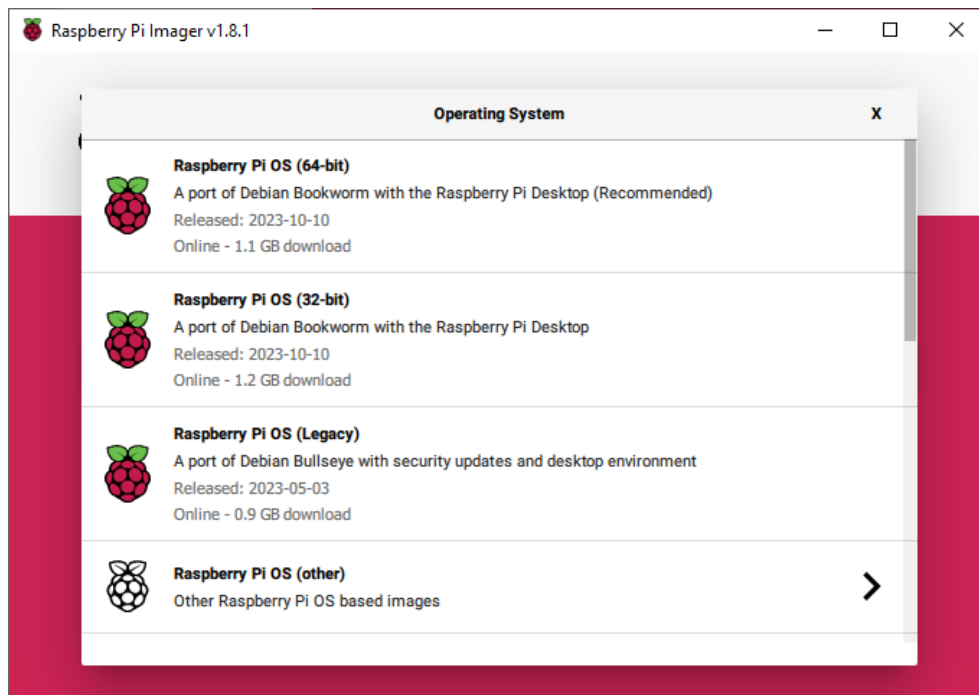 Raspberry Pi Imager v1.8.1
Operating System
X
Raspberry Pi OS (64-bit)
A port of Debian Bookworm with the Raspberry Pi Desktop (Recommended)
Released: 2023-10-10
Online - 1.1 GB download
Raspberry Pi OS (32-bit)
A port of Debian Bookworm with the Raspberry Pi Desktop
Released: 2023-10-10
Online - 1.2 GB download
Raspberry Pi OS (Legacy)
A port of Debian Bullseye with security updates and desktop environment
Released: 2023-05-03
Online - 0.9 GB download
Raspberry Pi OS (other)
Other Raspberry Pi OS based images